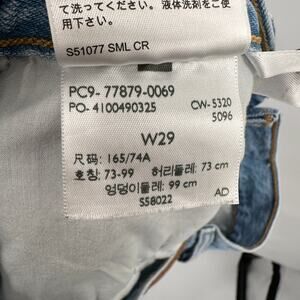 て洗ってください。液体洗剤をご使用
下さい。
S51077 SML CR
PC9- 77879-0069
PO- 4100490325 CW- 5320
5096
W29
尺码: 165/74A
호칭: 73-99 허리둘레: 73 cm
엉덩이둘레: 99 cm
S58022 AD